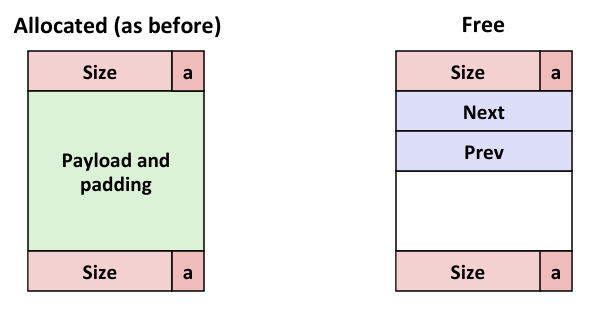 Allocated (as before)
Size a
Payload and
padding
Size a
Free
Size a
Next
Prev
Size a